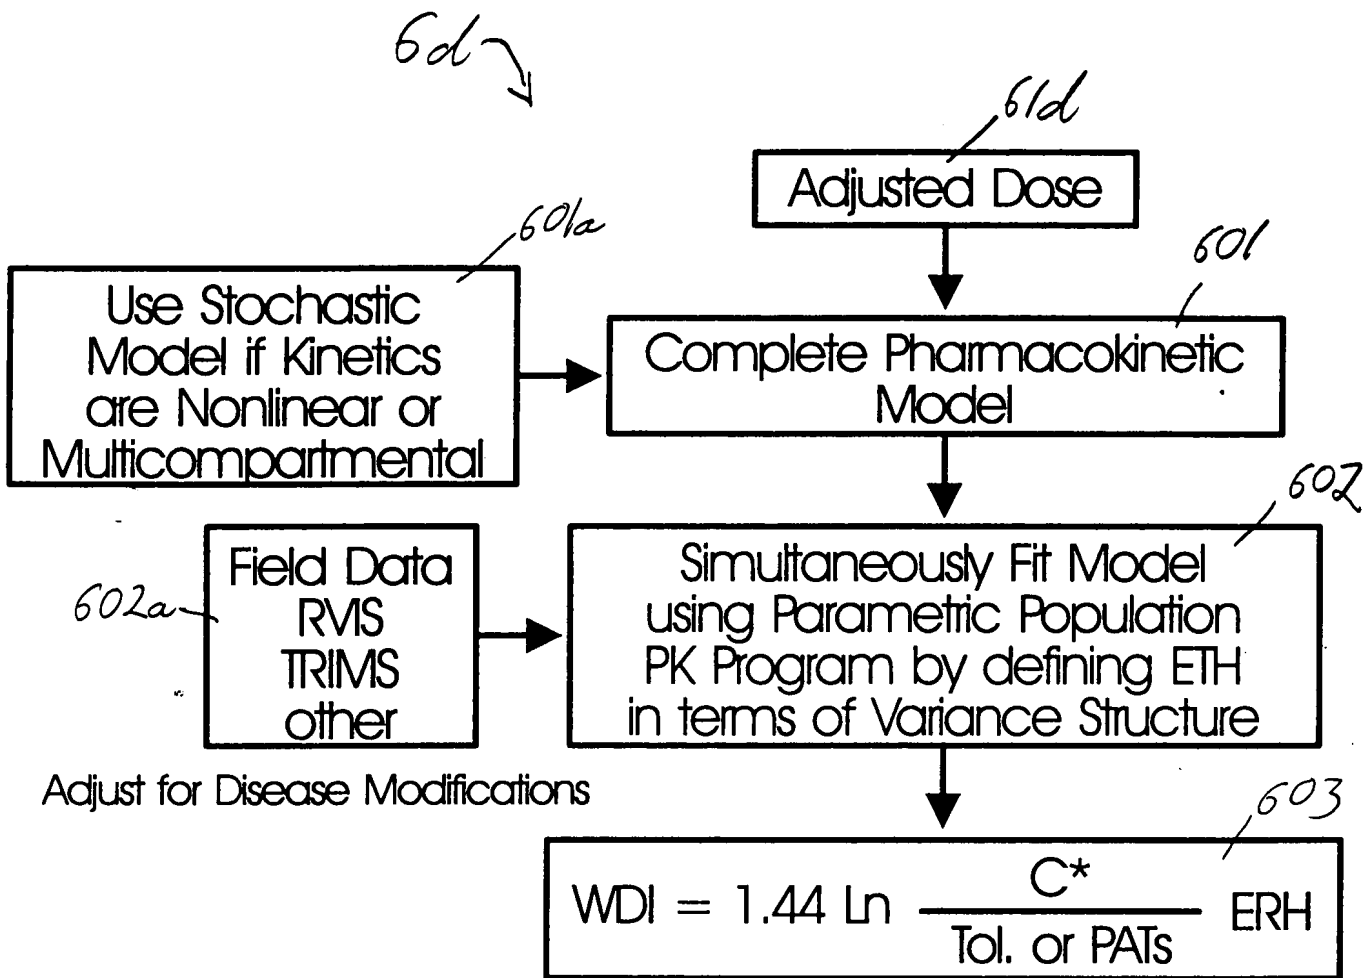 6d
61d
Adjusted Dose
601a
601
Use Stochastic
Model if Kinetics
are Nonlinear or
Multicompartmental
Complete Pharmacokinetic
Model
602
602a
Field Data
RVIS
TRIMS
other
Simultaneously Fit Model
using Parametric Population
PK Program by defining ETH
in terms of Variance Structure
Adjust for Disease Modifications
603
WDI = 1.44 Ln C* / Tol. or PATs ERH